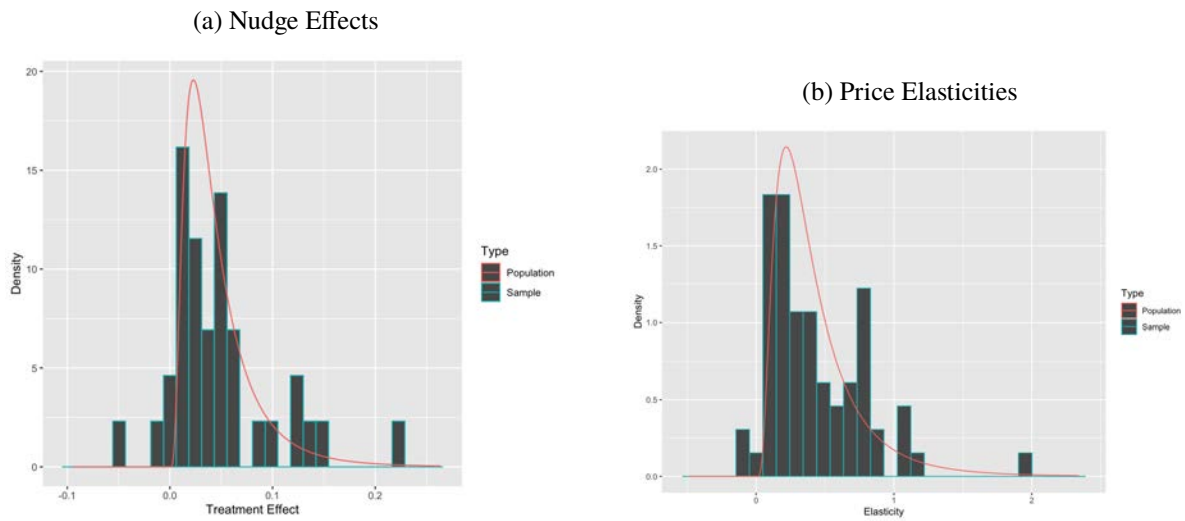 (a) Nudge Effects
20
15
10
5
0
Density
-0.1
0.0
0.1
0.2
Treatment Effect
Type
Population
Sample
(b) Price Elasticities
2.0
1.5
1.0
0.5
0.0
Density
0
1
2
Elasticity
Type
Population
Sample